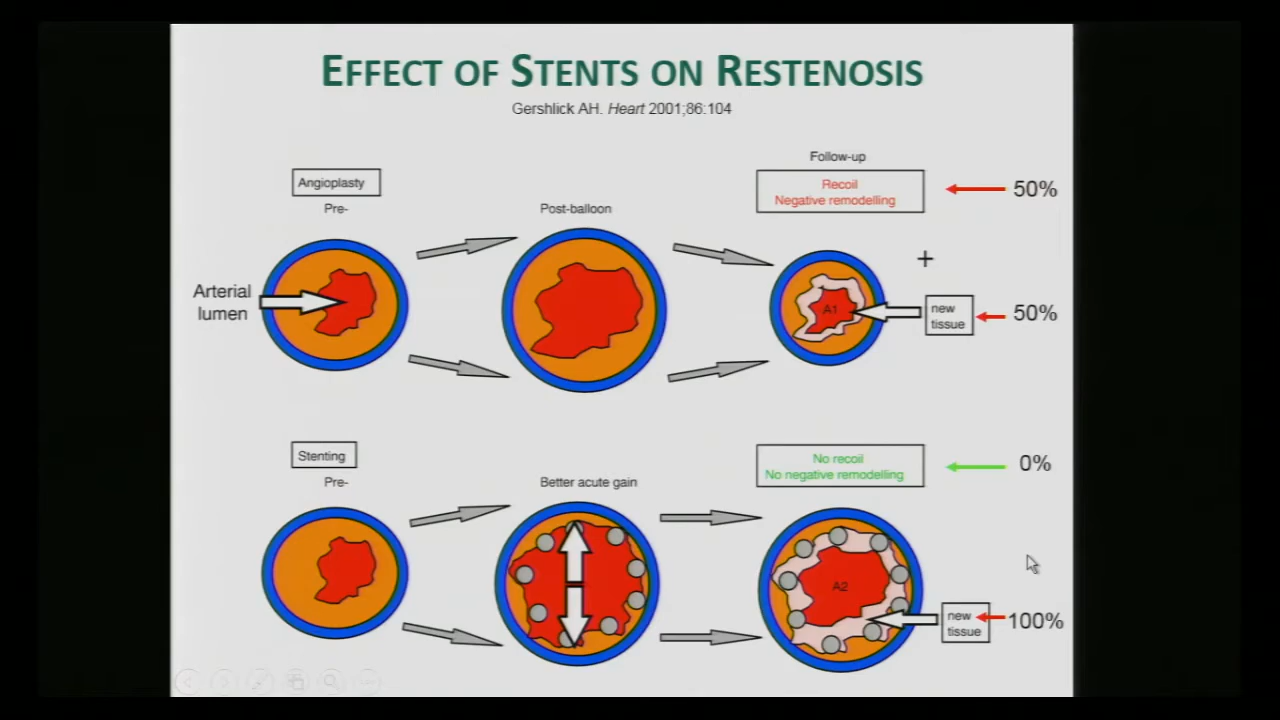 EFFECT OF STENTS ON RESTENOSIS
Gershlick AH. Heart 2001;86:104
Follow-up
Angioplasty
Recoil
Negative remodelling
50%
Pre-
Post-balloon
+
Arterial
lumen
A1
new
tissue
50%
Stenting
No recoil
No negative remodelling
0%
Pre-
Better acute gain
A2
new
tissue
100%